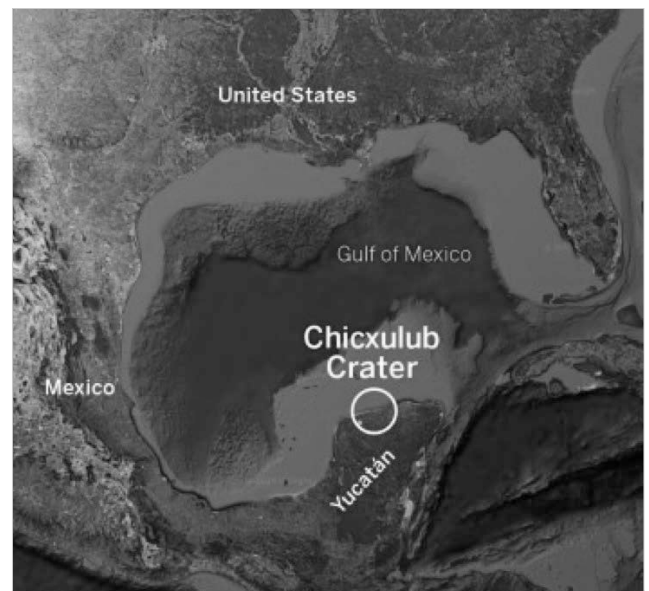 United States
Gulf of Mexico
Chicxulub
Crater
Mexico
Yucatán